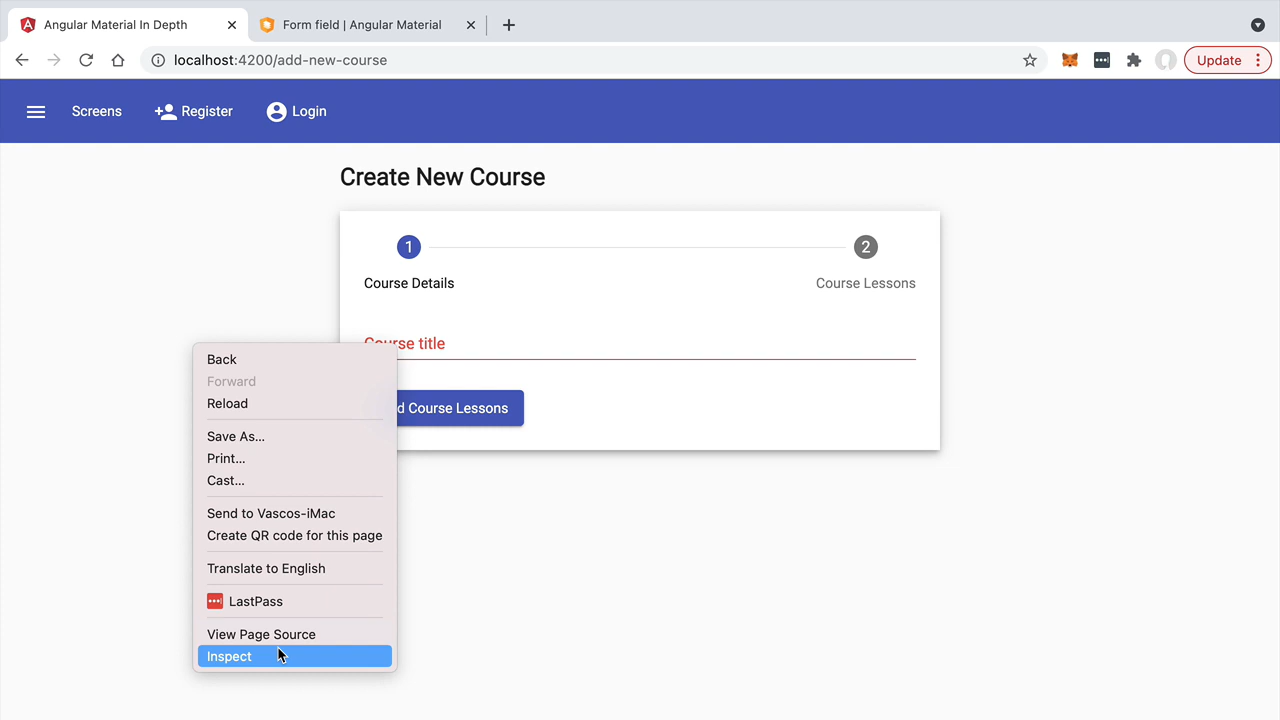 Angular Material In Depth
Form field | Angular Material
localhost:4200/add-new-course
Update
Screens
Register
Login
Create New Course
1
2
Course Details
Course Lessons
Course title
d Course Lessons
Back
Forward
Reload
Save As...
Print...
Cast...
Send to Vascos-iMac
Create QR code for this page
Translate to English
LastPass
View Page Source
Inspect